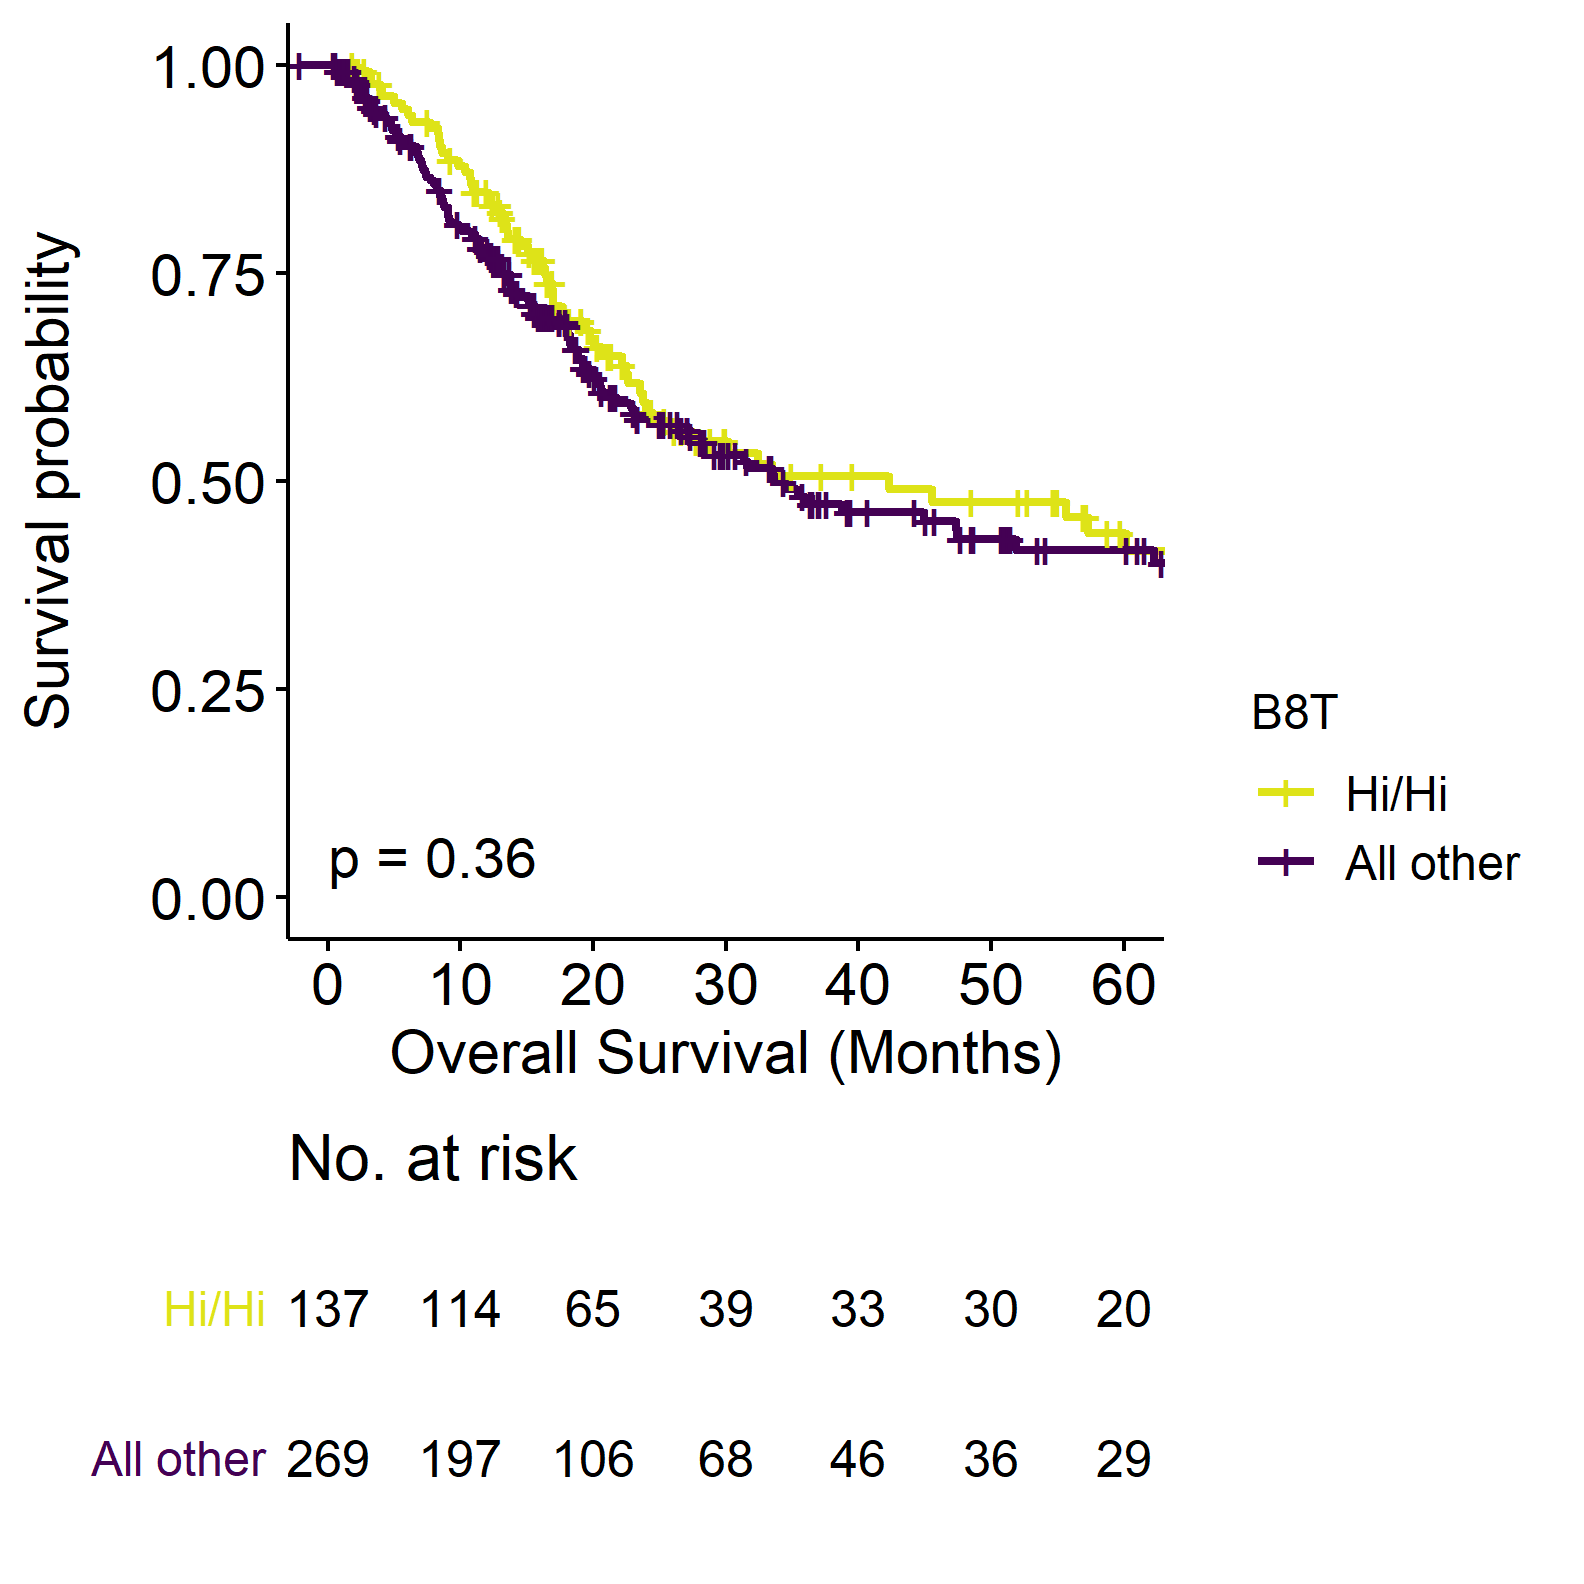 Survival probability
1.00
0.75
0.50
0.25
0.00
p = 0.36
0 10 20 30 40 50 60
Overall Survival (Months)
B8T
Hi/Hi
All other
No. at risk
Hi/Hi 137 114 65 39 33 30 20
All other 269 197 106 68 46 36 29